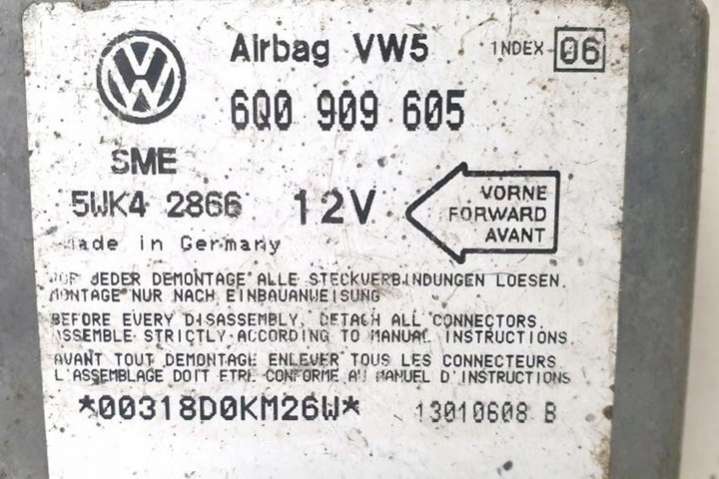 Airbag VW5 INDEX 06
6Q0 909 605
SME
5WK4 2866 12V
VORNE
FORWARD
AVANT
Made in Germany
VOR JEDER DEMONTAGE ALLE STECKVERBINDUNGEN LOESEN.
MONTAGE NUR NACH EINBAUANWEISUNG
BEFORE EVERY DISASSEMBLY, DETACH ALL CONNECTORS.
ASSEMBLE STRICTLY ACCORDING TO MANUAL INSTRUCTIONS
AVANT TOUT DEMONTAGE ENLEVER TOUS LES CONNECTEURS
L'ASSEMBLAGE DOIT ETRE CONFORME AU MANUEL D'INSTRUCTIONS
*00318D0KM26W* 13010608 B